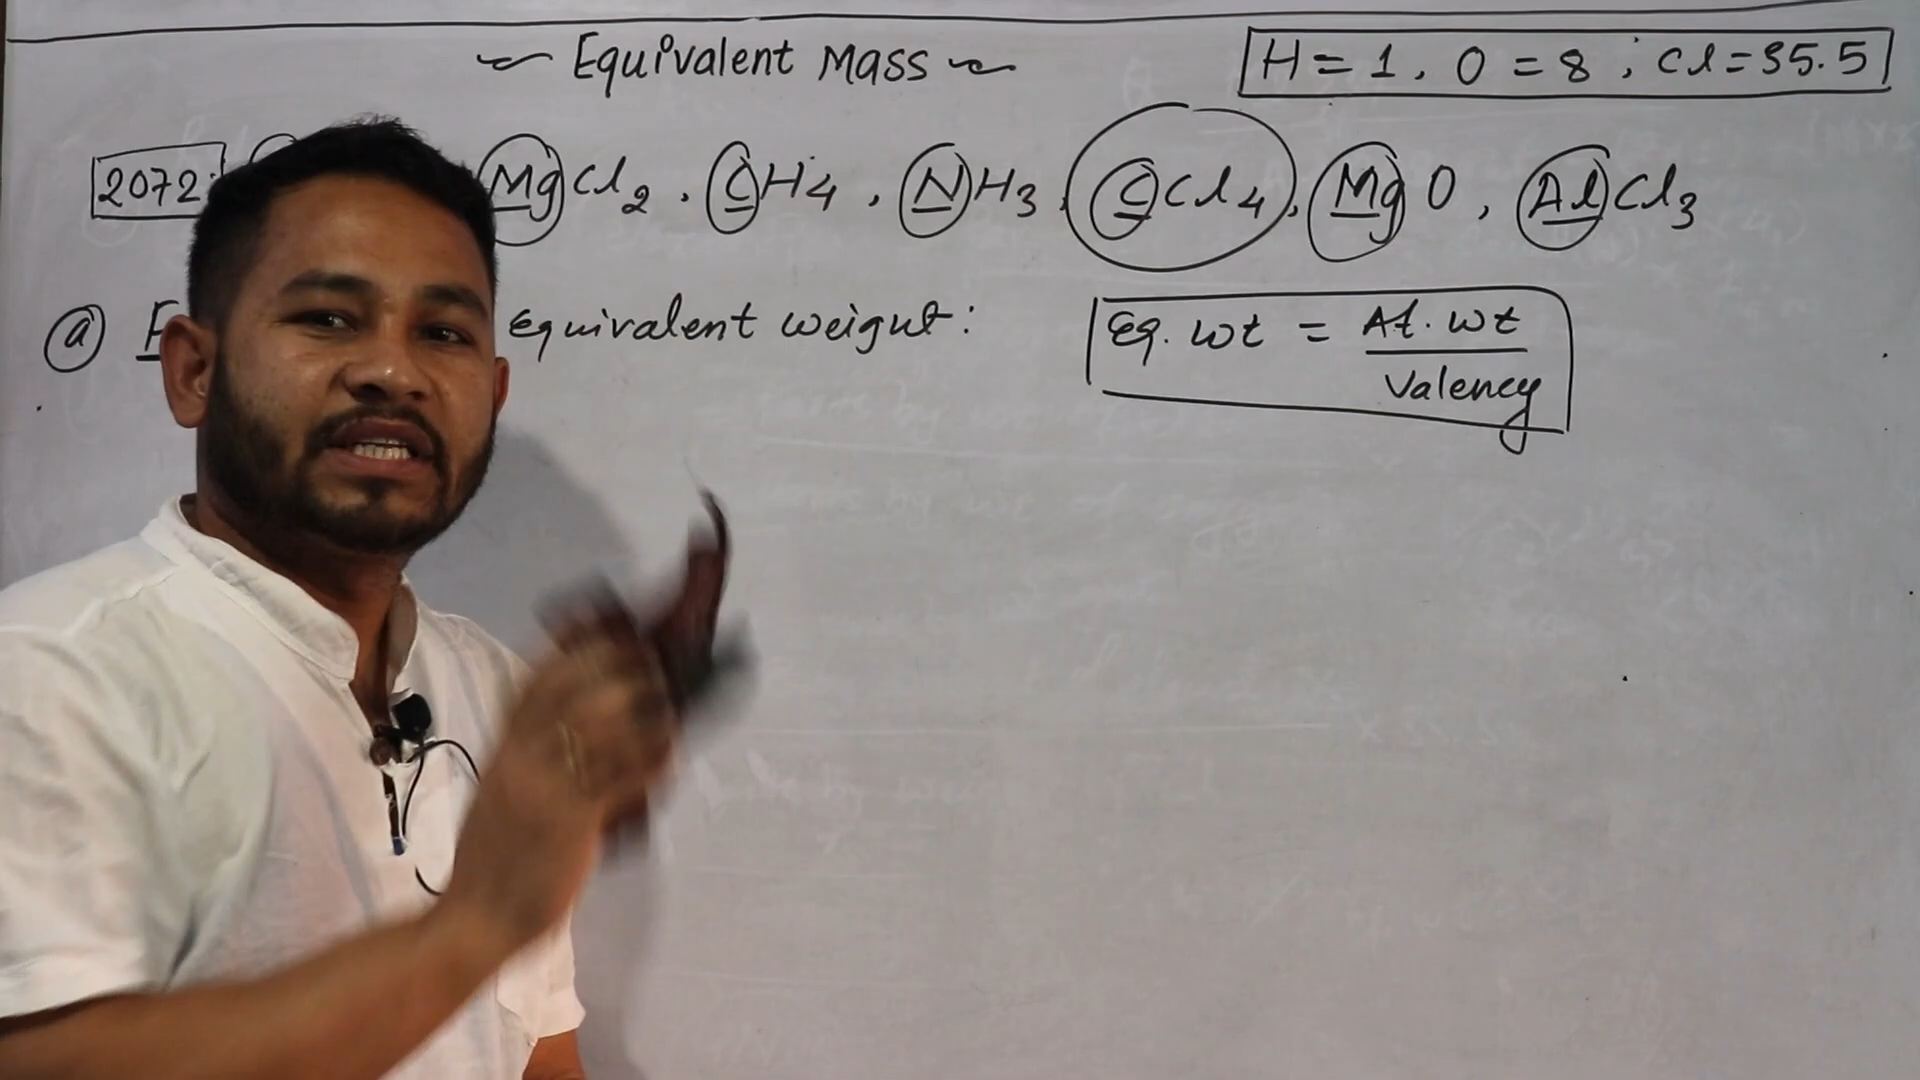 Equivalent Mass
H = 1, O = 8 ; Cl = 35.5
2072: MgCl2 . CH4 , NH3 , CCl4 , MgO , AlCl3
a equivalent weight :
Eq. wt = At. wt / Valency